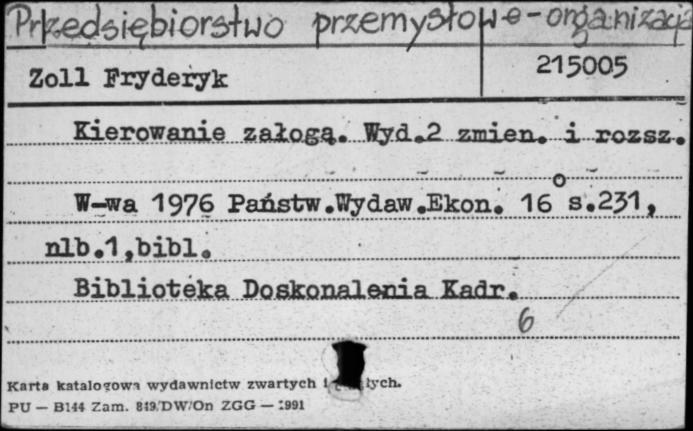 Przedsiębiorstwo przemysłowe - organizacja
Zoll Fryderyk 215005
Kierowanie załogą. Wyd.2 zmien. i rozsz.
W-wa 1976 Państw.Wydaw.Ekon. 16° s.231,
nlb.1,bibl.
Biblioteka Doskonalenia Kadr.
6
Karta katalogowa wydawnictw zwartych i
PU — B144 Zam. 849/DW/On ZGG — 1991